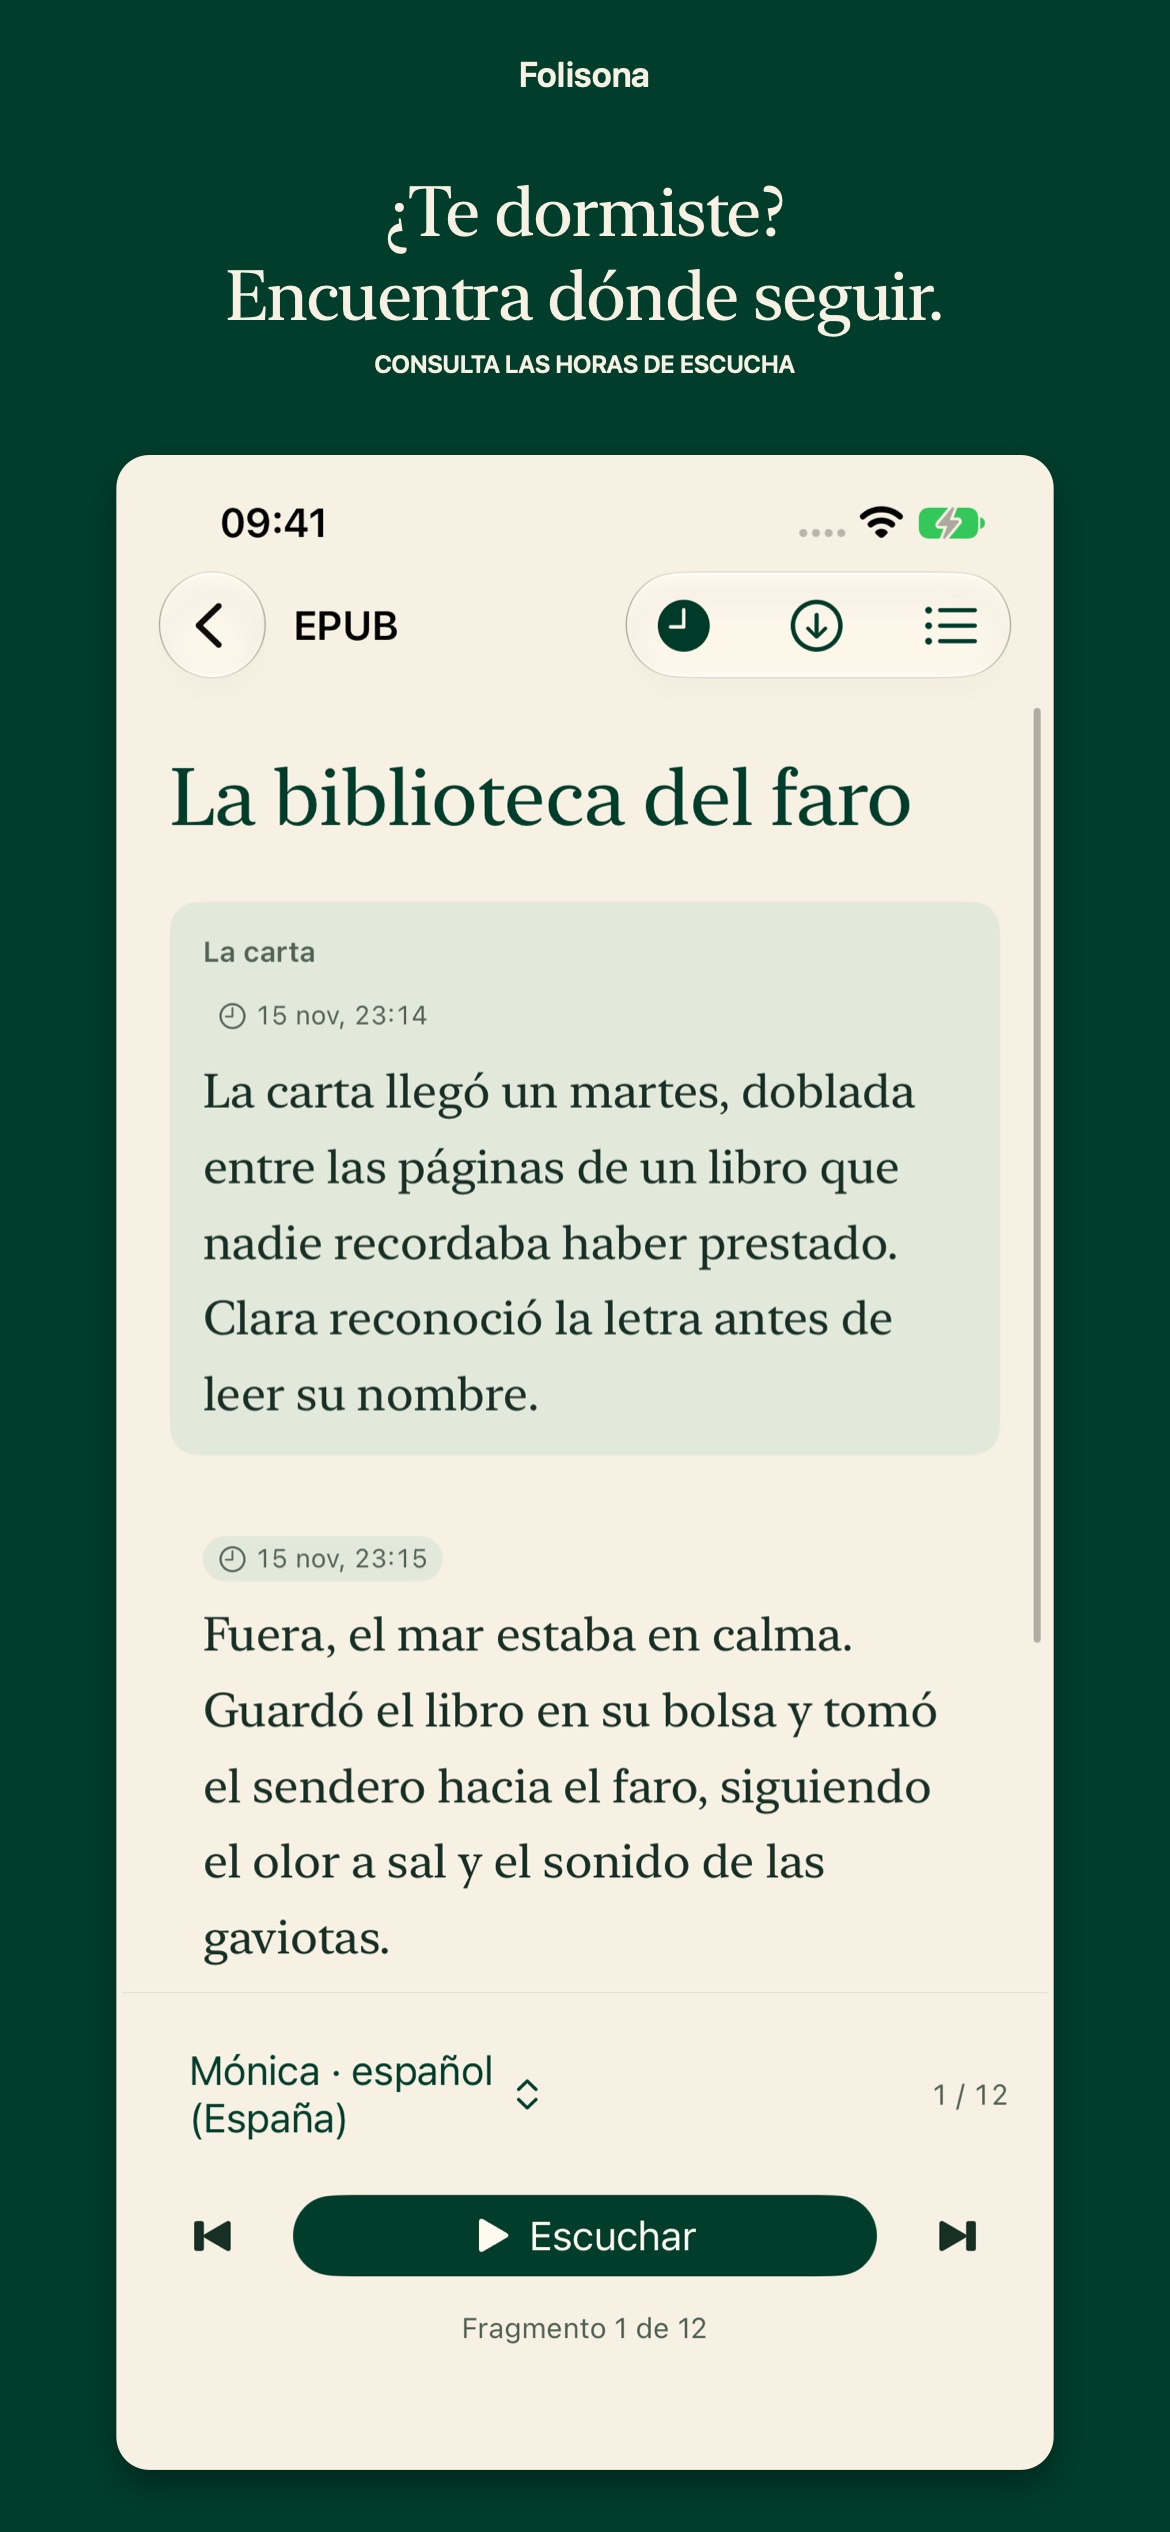 Folisona
¿Te dormiste?
Encuentra dónde seguir.
CONSULTA LAS HORAS DE ESCUCHA
09:41
EPUB
La biblioteca del faro
La carta
15 nov, 23:14
La carta llegó un martes, doblada
entre las páginas de un libro que
nadie recordaba haber prestado.
Clara reconoció la letra antes de
leer su nombre.
15 nov, 23:15
Fuera, el mar estaba en calma.
Guardó el libro en su bolsa y tomó
el sendero hacia el faro, siguiendo
el olor a sal y el sonido de las
gaviotas.
Mónica · español
(España)
1 / 12
Escuchar
Fragmento 1 de 12